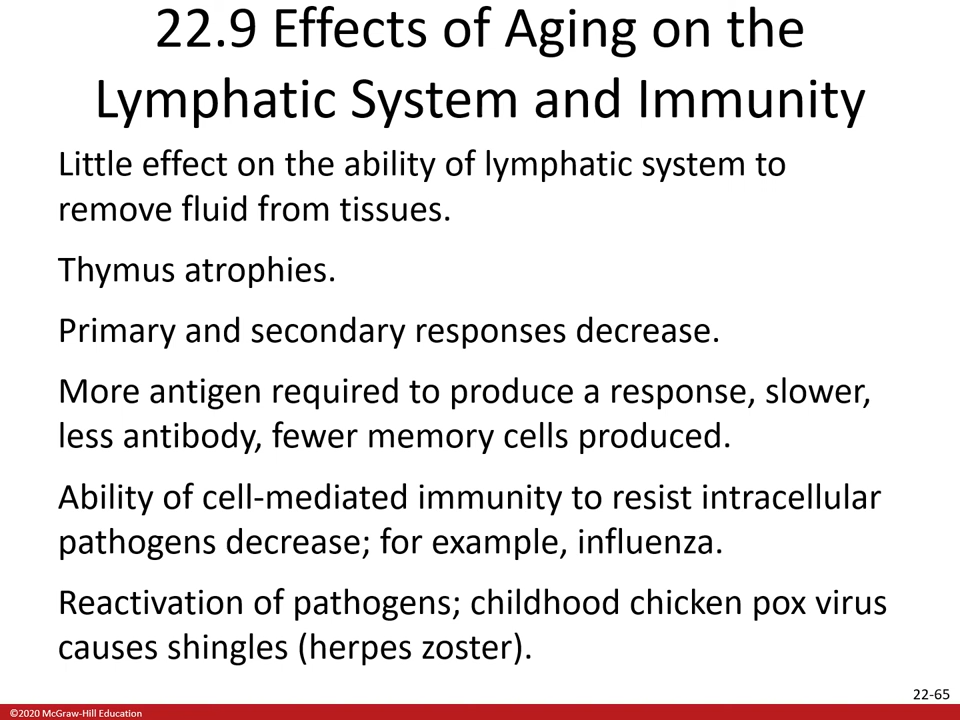 22.9 Effects of Aging on the
Lymphatic System and Immunity
Little effect on the ability of lymphatic system to
remove fluid from tissues.
Thymus atrophies.
Primary and secondary responses decrease.
More antigen required to produce a response, slower,
less antibody, fewer memory cells produced.
Ability of cell-mediated immunity to resist intracellular
pathogens decrease; for example, influenza.
Reactivation of pathogens; childhood chicken pox virus
causes shingles (herpes zoster).
22-65
©2020 McGraw-Hill Education